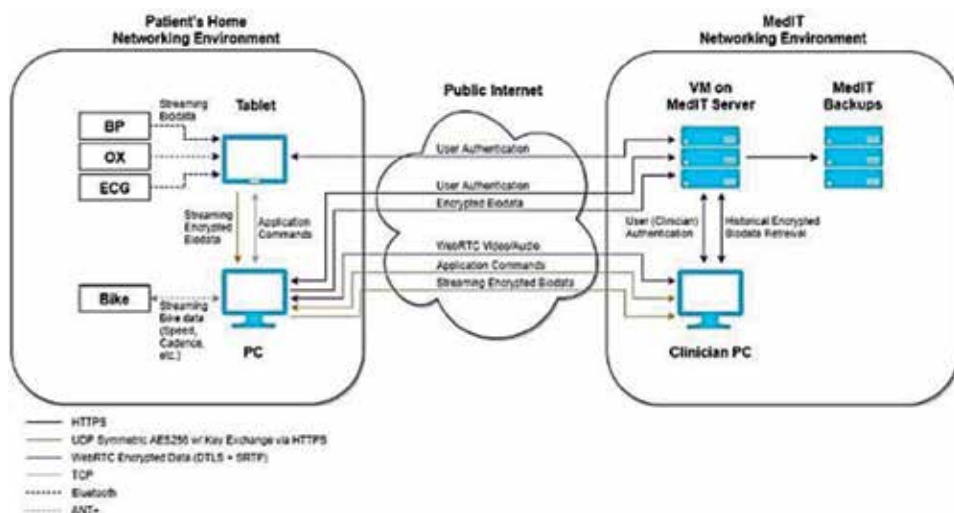 Patient's Home
Networking Environment
MedIT
Networking Environment
Public Internet
Streaming
Biodata
Tablet
BP
OX
ECG
VM on
MedIT Server
MedIT
Backups
User Authentication
User Authentication
Encrypted Biodata
Streaming
Encrypted
Biodata
Application
Commands
User (Clinician)
Authentication
Historical Encrypted
Biodata Retrieval
WebRTC Video/Audio
Application Commands
Streaming Encrypted Biodata
Bike
Streaming
Bike data
(Speed,
Cadence,
etc.)
PC
Clinician PC
HTTPS
UDP Symmetric AES256 w/ Key Exchange via HTTPS
WebRTC Encrypted Data (DTLS + SRTP)
TCP
Bluetooth
ANT+